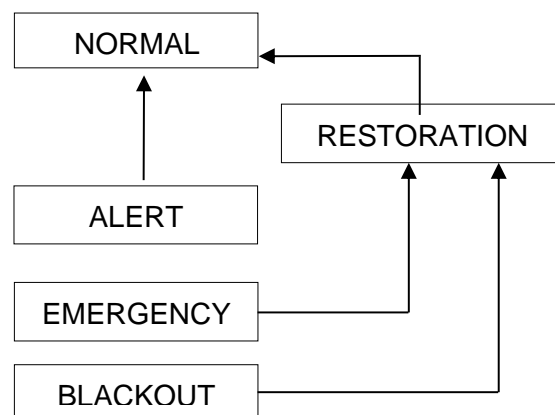 NORMAL
RESTORATION
ALERT
EMERGENCY
BLACKOUT